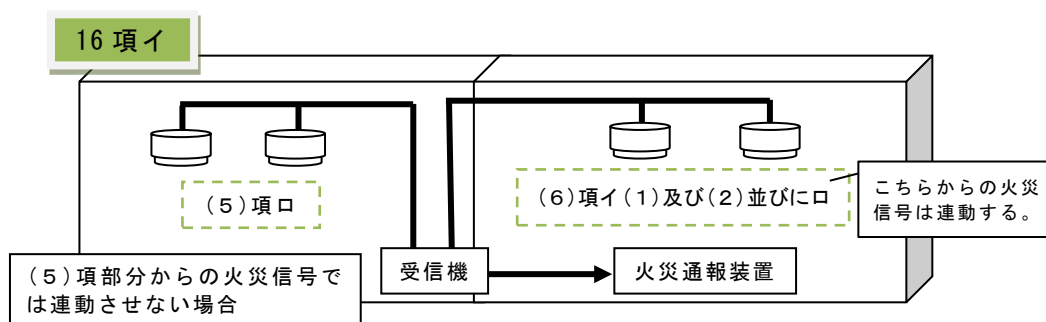 16項イ
(5)項ロ
(6)項イ(1)及び(2)並びにロ
こちらからの火災
信号は連動する。
受信機
火災通報装置
(5)項部分からの火災信号で
は連動させない場合